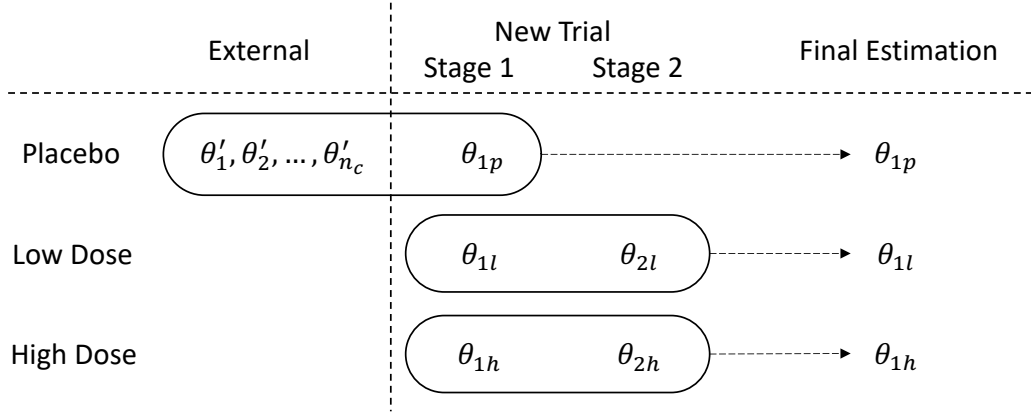 New Trial
External Stage 1 Stage 2 Final Estimation
Placebo θ′₁, θ′₂, …, θ′ₙ꜀ θ₁ₚ θ₁ₚ
Low Dose θ₁ₗ θ₂ₗ θ₁ₗ
High Dose θ₁ₕ θ₂ₕ θ₁ₕ